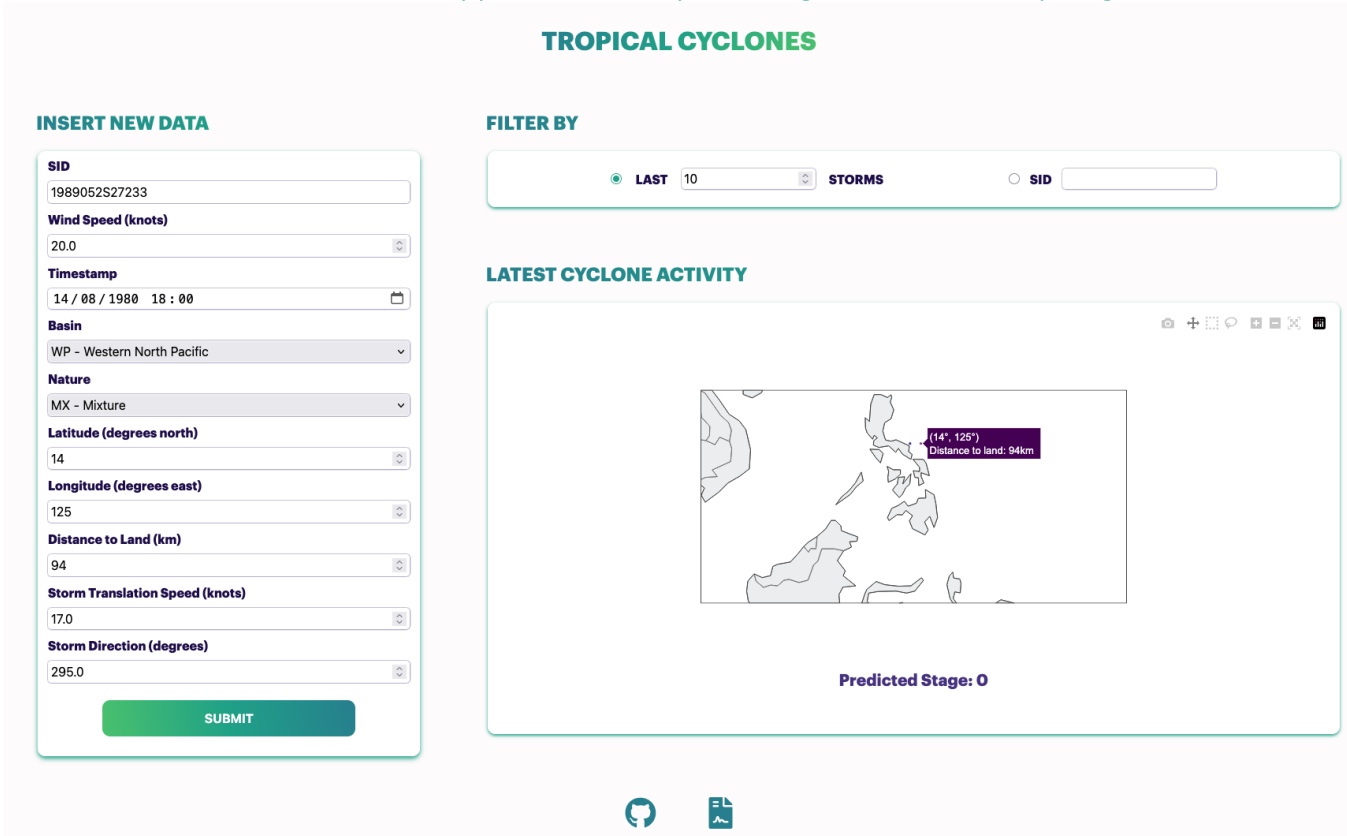 TROPICAL CYCLONES
INSERT NEW DATA
SID
1989052S27233
Wind Speed (knots)
20.0
Timestamp
14/08/1980 18:00
Basin
WP - Western North Pacific
Nature
MX - Mixture
Latitude (degrees north)
14
Longitude (degrees east)
125
Distance to Land (km)
94
Storm Translation Speed (knots)
17.0
Storm Direction (degrees)
295.0
SUBMIT
FILTER BY
LAST 10 STORMS SID
LATEST CYCLONE ACTIVITY
(14°, 125°)
Distance to land: 94km
Predicted Stage: 0